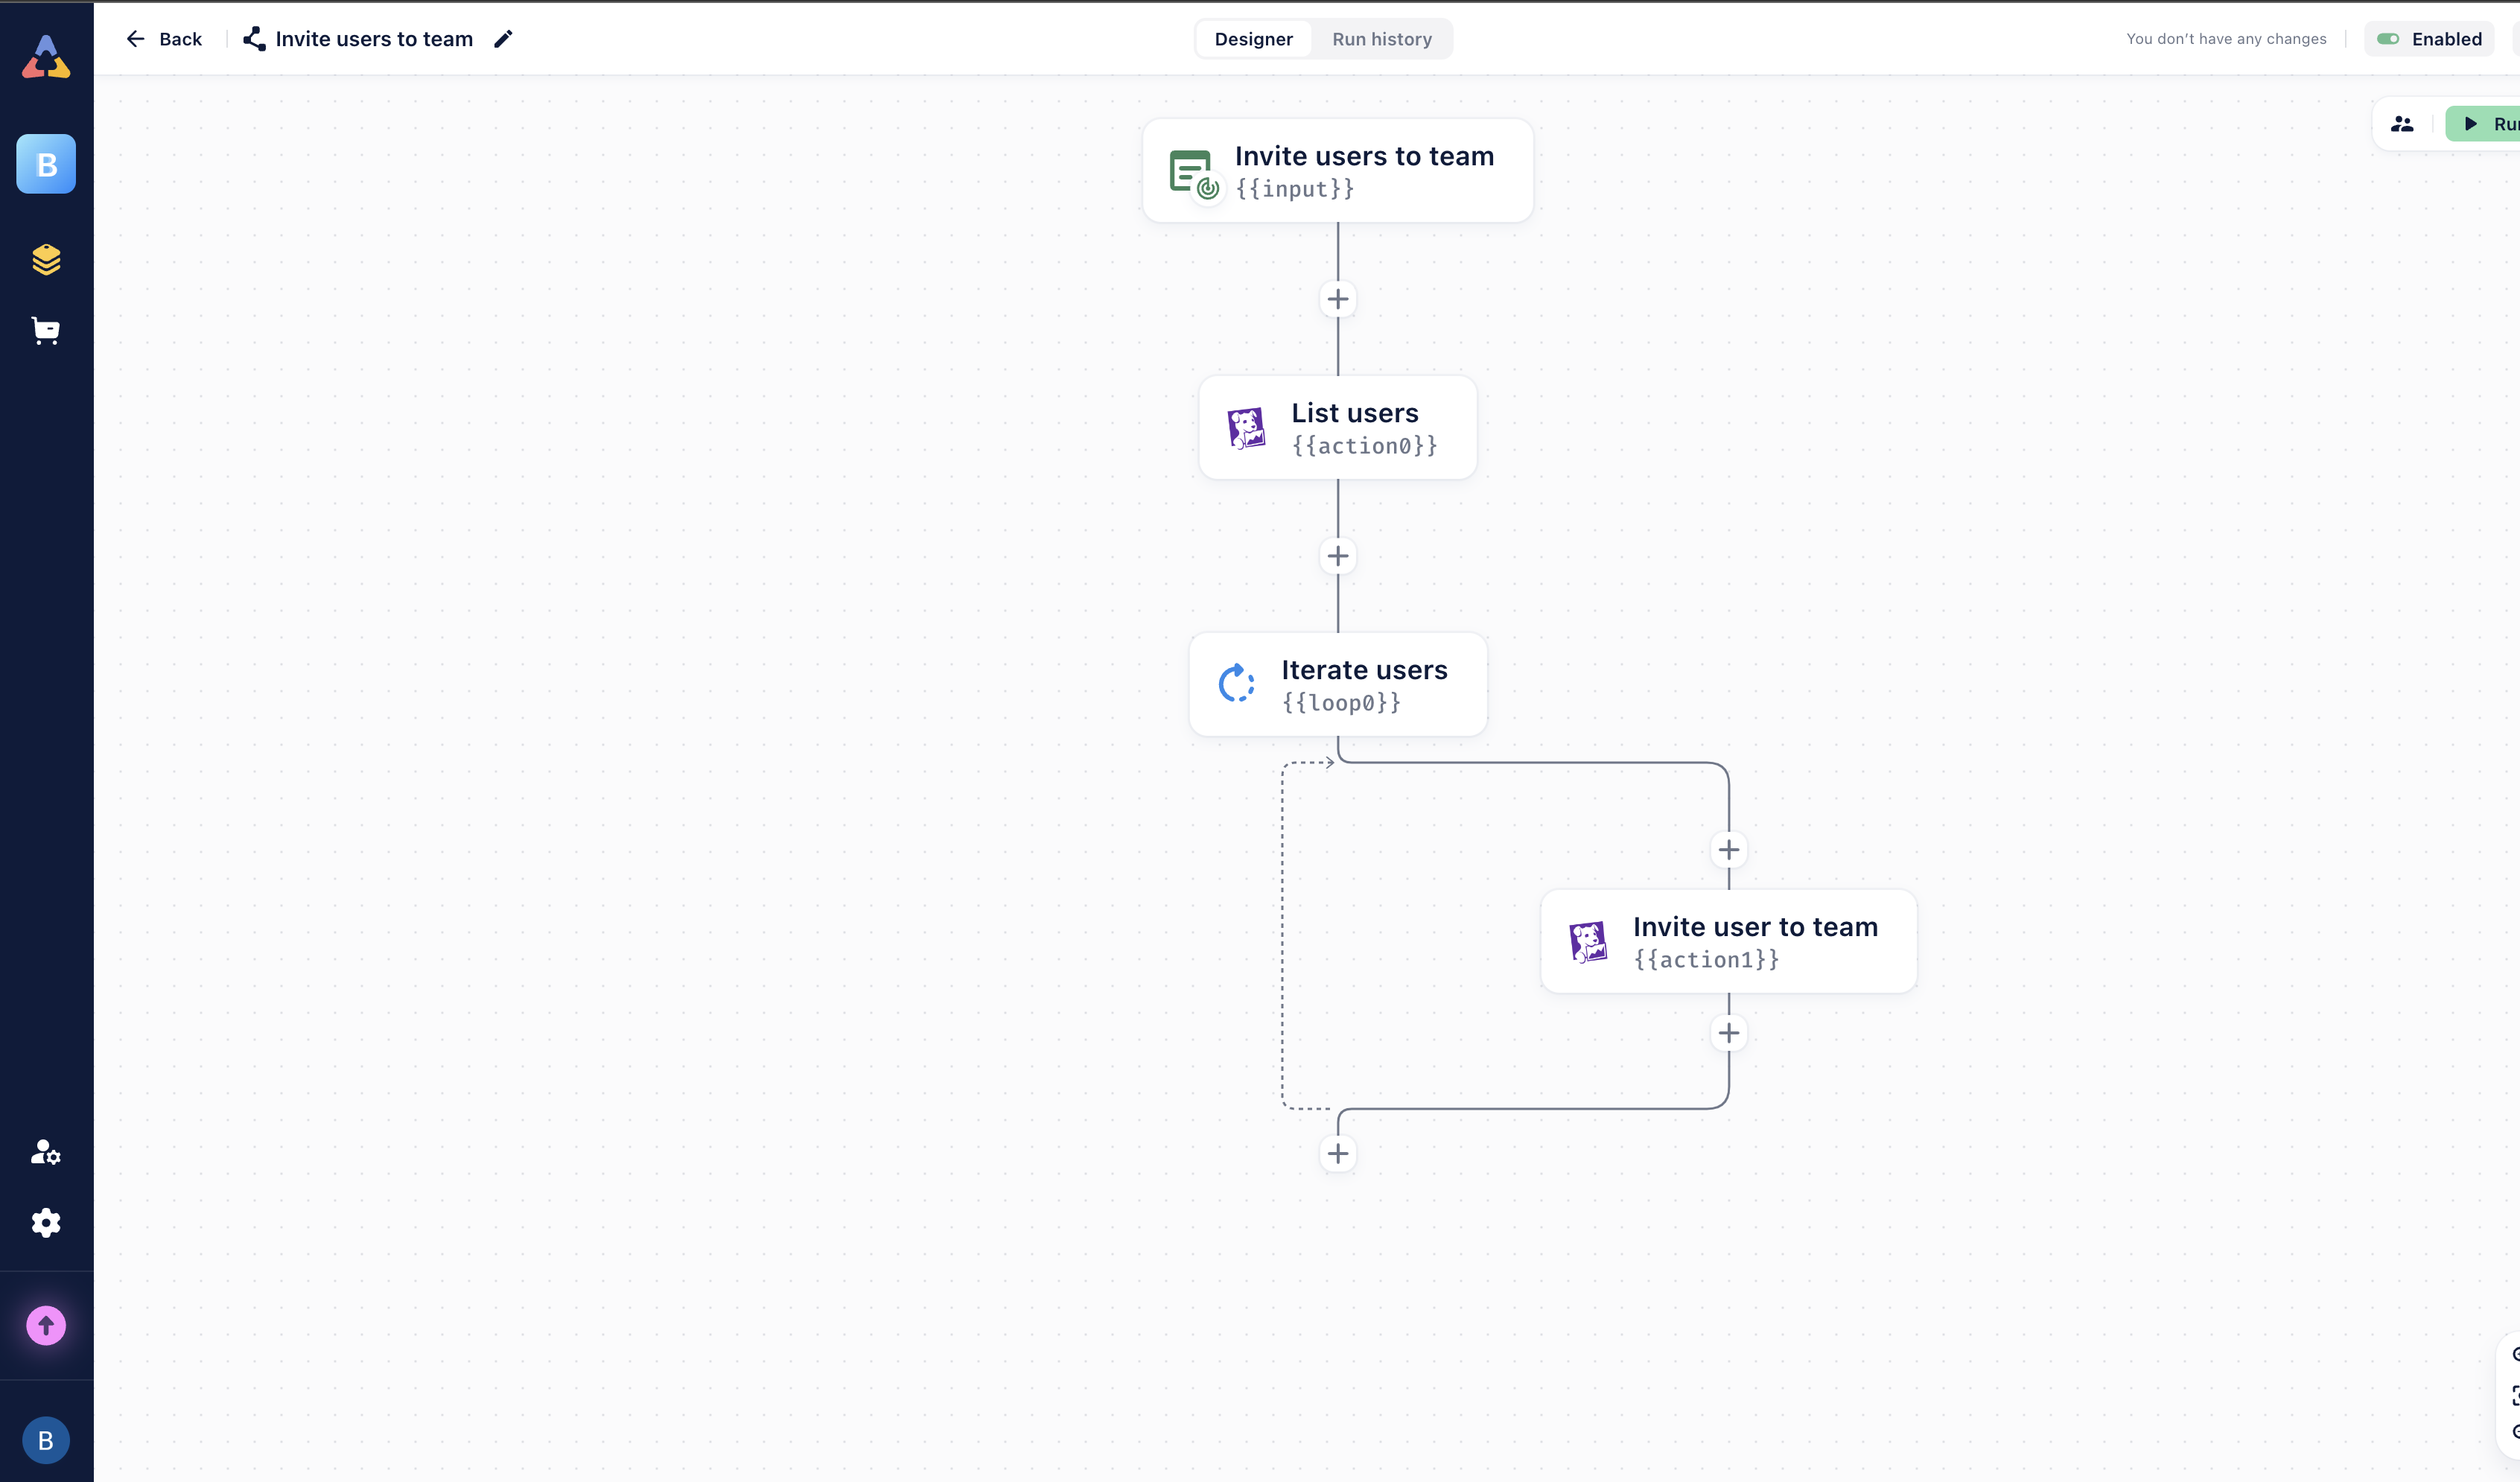 Back
Invite users to team
Designer
Run history
You don't have any changes
Enabled
B
Invite users to team
{{input}}
List users
{{action0}}
Iterate users
{{loop0}}
Invite user to team
{{action1}}
B